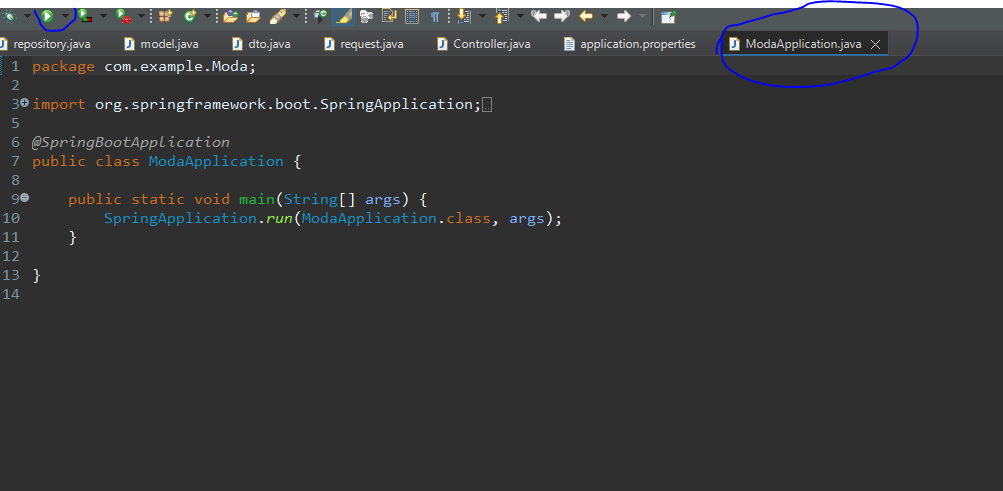 repository.java model.java dto.java request.java Controller.java application.properties ModaApplication.java
1 package com.example.Moda;
2
3 import org.springframework.boot.SpringApplication;
5
6 @SpringBootApplication
7 public class ModaApplication {
8
9 public static void main(String[] args) {
10 SpringApplication.run(ModaApplication.class, args);
11 }
12
13 }
14